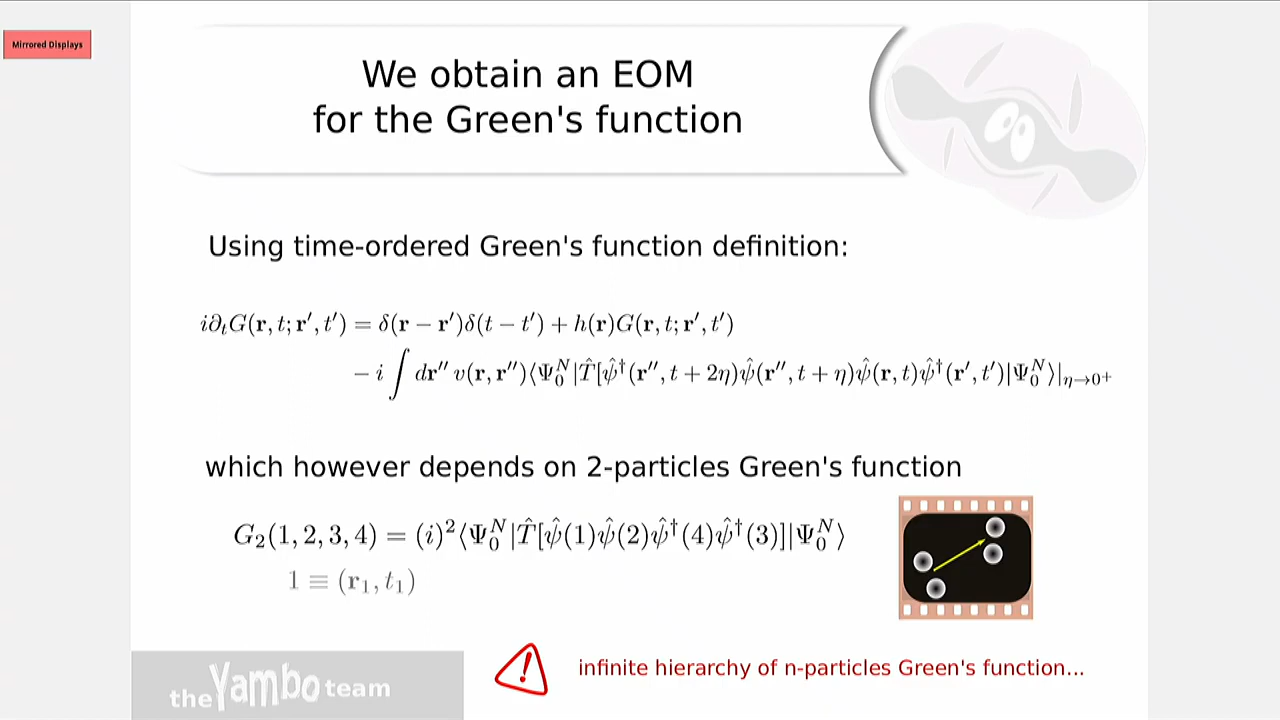 Mirrored Displays
We obtain an EOM
for the Green's function
Using time-ordered Green's function definition:
i∂ₜG(𝐫, t; 𝐫′, t′) = δ(𝐫 − 𝐫′)δ(t − t′) + h(𝐫)G(𝐫, t; 𝐫′, t′)
− i ∫ d𝐫″ v(𝐫, 𝐫″)⟨Ψ₀ᴺ|T̂[ψ̂†(𝐫″, t + 2η)ψ̂(𝐫″, t + η)ψ̂(𝐫, t)ψ̂†(𝐫′, t′)|Ψ₀ᴺ⟩|η→0⁺
which however depends on 2-particles Green's function
G₂(1, 2, 3, 4) = (i)²⟨Ψ₀ᴺ|T̂[ψ̂(1)ψ̂(2)ψ̂†(4)ψ̂†(3)]|Ψ₀ᴺ⟩
1 ≡ (𝐫₁, t₁)
! infinite hierarchy of n-particles Green's function...
the Yambo team